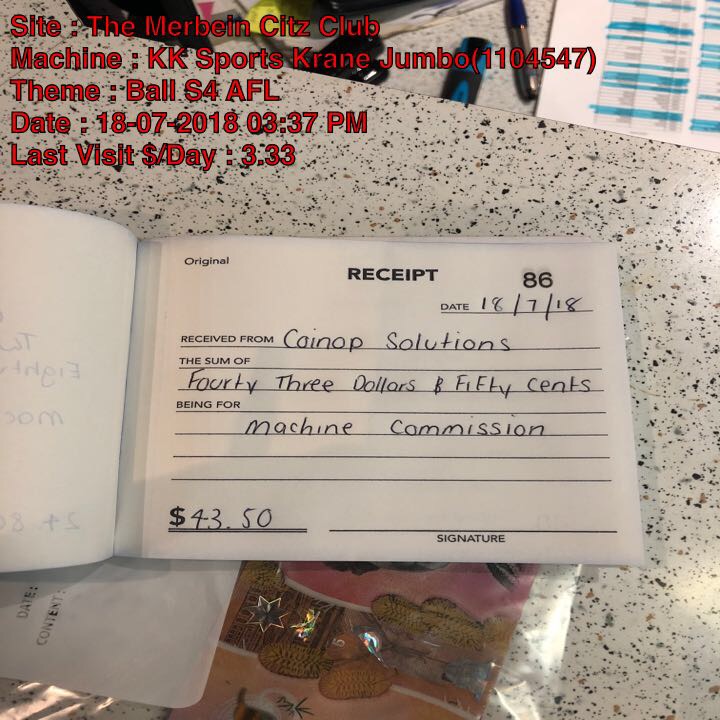 Site : The Merbein Citz Club
Machine : KK Sports Krane Jumbo(1104547)
Theme : Ball S4 AFL
Date : 18-07-2018 03:37 PM
Last Visit $/Day : 3.33
Original
RECEIPT 86
DATE 18/7/18
RECEIVED FROM Coinop Solutions
THE SUM OF
Fourty Three Dollars & FiFty Cents
BEING FOR
Machine Commission
$43.50
SIGNATURE
DATE:
CONTENT: